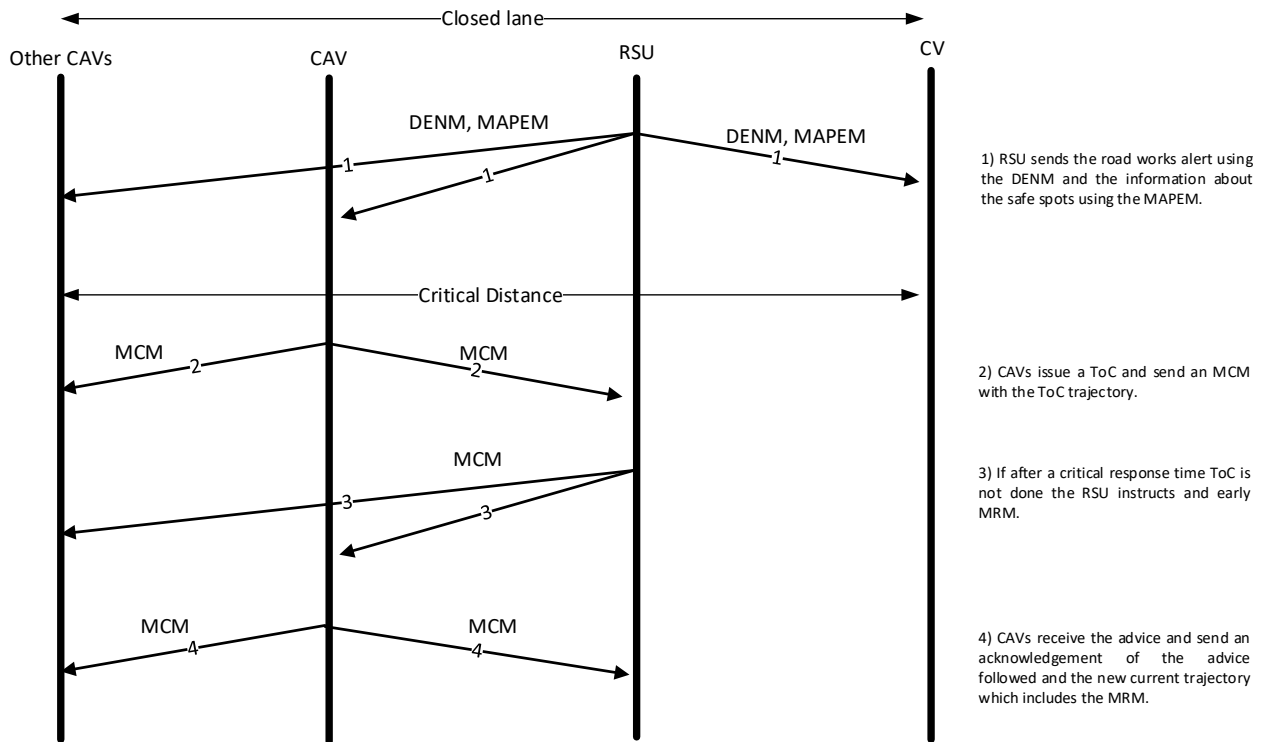 Closed lane
Other CAVs
CAV
RSU
CV
DENM, MAPEM
DENM, MAPEM
1
1
1
1) RSU sends the road works alert using
the DENM and the information about
the safe spots using the MAPEM.
Critical Distance
MCM
MCM
2
2
2) CAVs issue a ToC and send an MCM
with the ToC trajectory.
MCM
3
3
3) If after a critical response time ToC is
not done the RSU instructs and early
MRM.
MCM
MCM
4
4
4) CAVs receive the advice and send an
acknowledgement of the advice
followed and the new current trajectory
which includes the MRM.